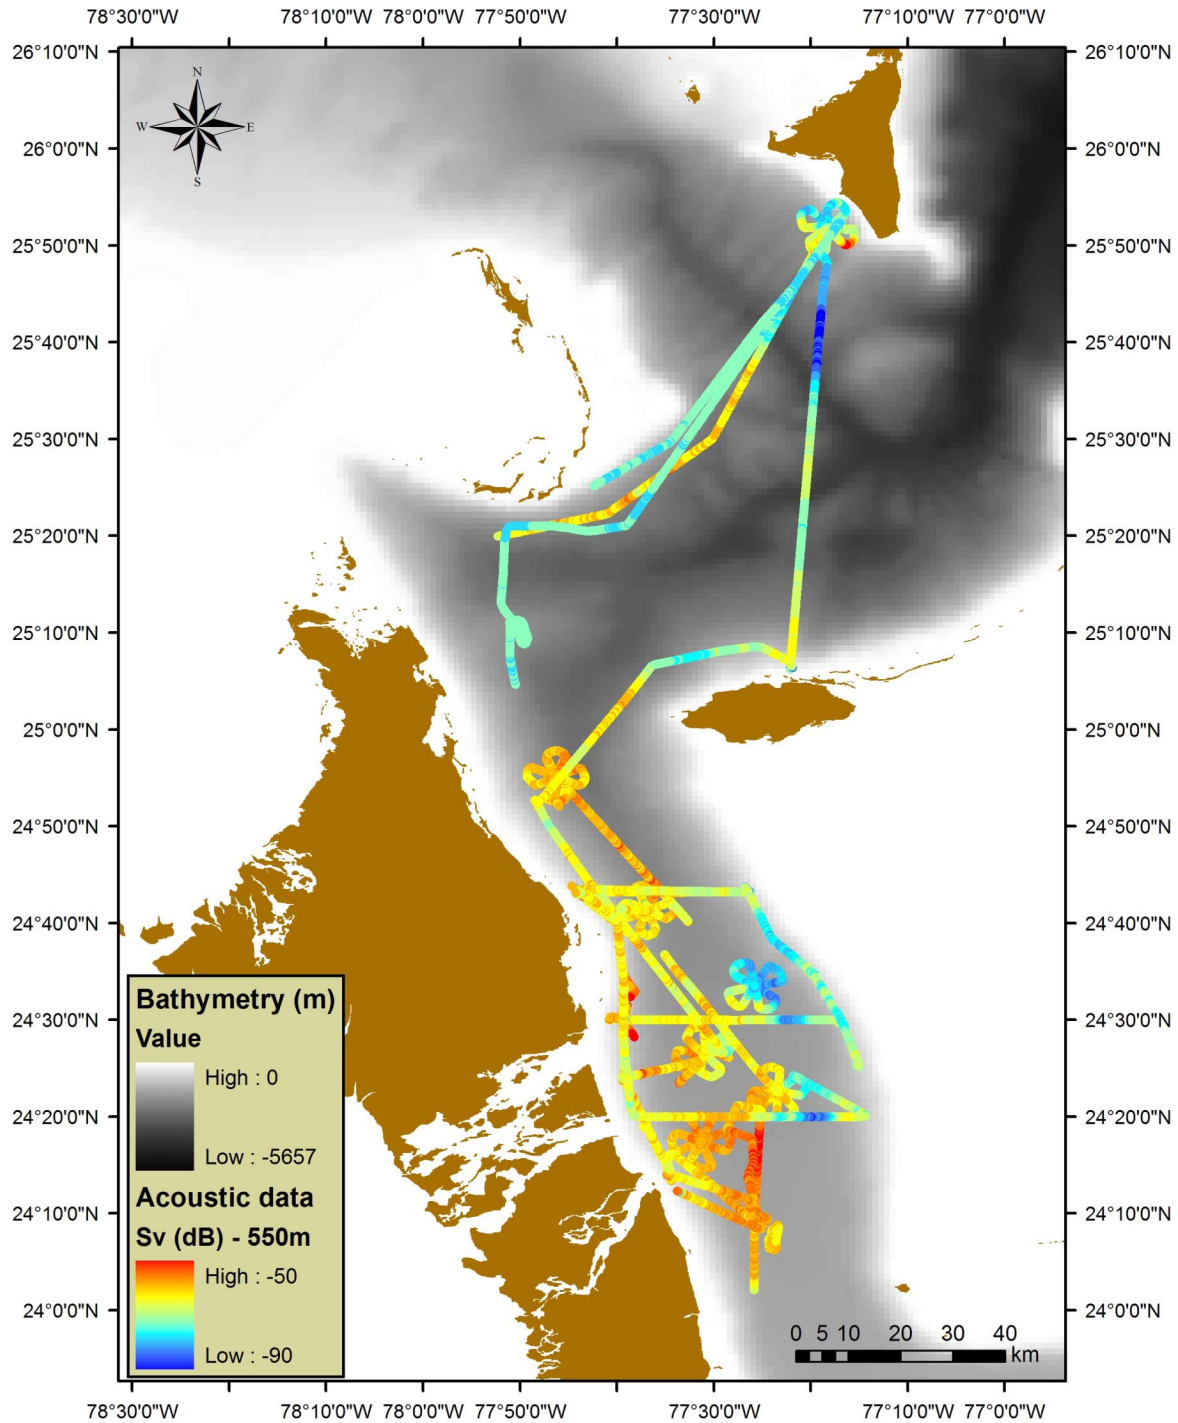 78°30'0"W 78°10'0"W 78°0'0"W 77°50'0"W 77°30'0"W 77°10'0"W 77°0'0"W
26°10'0"N 26°10'0"N
N
W E
S
26°0'0"N 26°0'0"N
25°50'0"N 25°50'0"N
25°40'0"N 25°40'0"N
25°30'0"N 25°30'0"N
25°20'0"N 25°20'0"N
25°10'0"N 25°10'0"N
25°0'0"N 25°0'0"N
24°50'0"N 24°50'0"N
24°40'0"N 24°40'0"N
24°30'0"N 24°30'0"N
24°20'0"N 24°20'0"N
24°10'0"N 24°10'0"N
24°0'0"N 24°0'0"N
Bathymetry (m)
Value
High : 0
Low : -5657
Acoustic data
Sv (dB) - 550m
High : -50
Low : -90
0 5 10 20 30 40
km
78°30'0"W 78°10'0"W 78°0'0"W 77°50'0"W 77°30'0"W 77°10'0"W 77°0'0"W